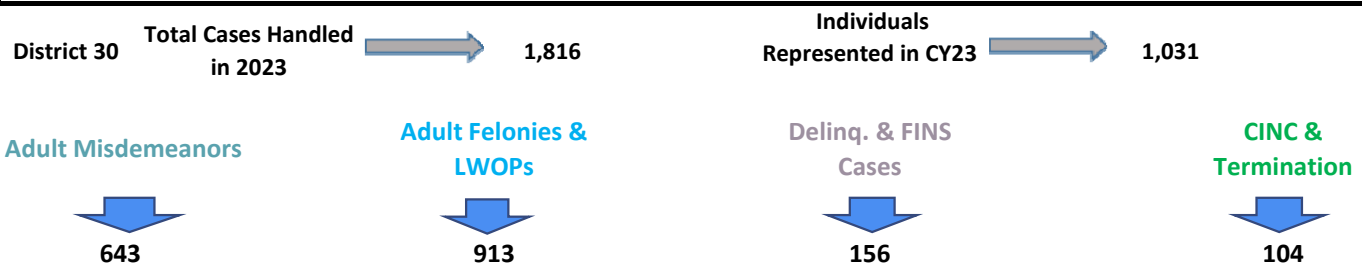 District 30
Total Cases Handled
in 2023
1,816
Individuals
Represented in CY23
1,031
Adult Misdemeanors
Adult Felonies &
LWOPs
Delinq. & FINS
Cases
CINC &
Termination
643
913
156
104